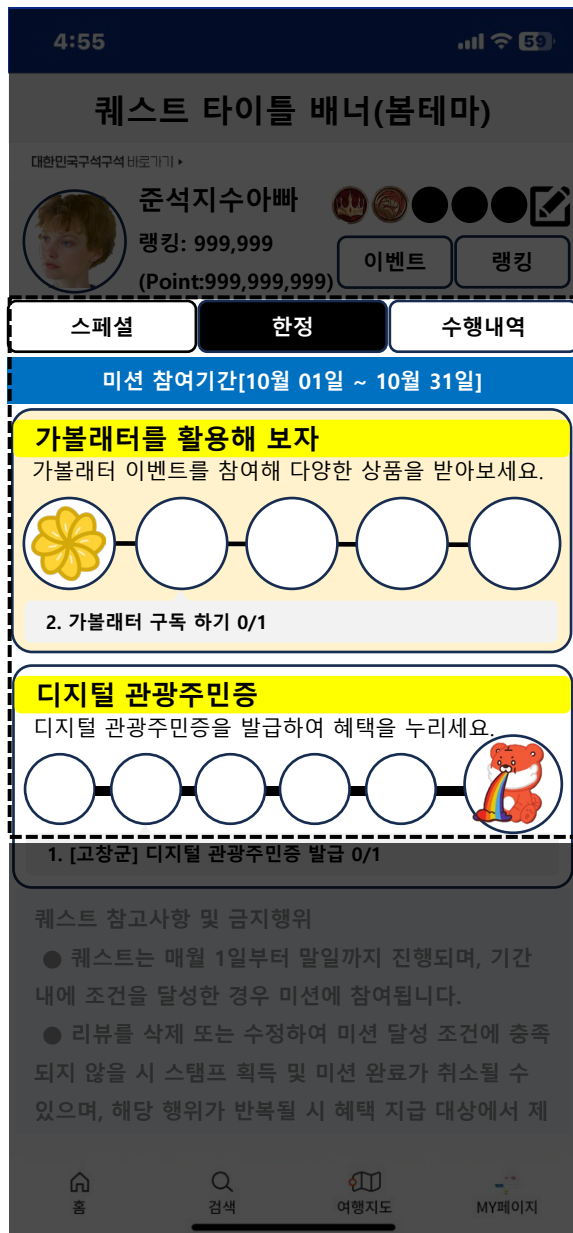 4:55
59
퀘스트 타이틀 배너(봄테마)
대한민국구석구석 바로가기
준석지수아빠
랭킹: 999,999
(Point:999,999,999)
이벤트
랭킹
스페셜
한정
수행내역
미션 참여기간[10월 01일 ~ 10월 31일]
가볼래터를 활용해 보자
가볼래터 이벤트를 참여해 다양한 상품을 받아보세요.
2. 가볼래터 구독 하기 0/1
디지털 관광주민증
디지털 관광주민증을 발급하여 혜택을 누리세요.
1. [고창군] 디지털 관광주민증 발급 0/1
퀘스트 참고사항 및 금지행위
● 퀘스트는 매월 1일부터 말일까지 진행되며, 기간
내에 조건을 달성한 경우 미션에 참여됩니다.
● 리뷰를 삭제 또는 수정하여 미션 달성 조건에 충족
되지 않을 시 스탬프 획득 및 미션 완료가 취소될 수
있으며, 해당 행위가 반복될 시 혜택 지급 대상에서 제
홈
검색
여행지도
MY페이지